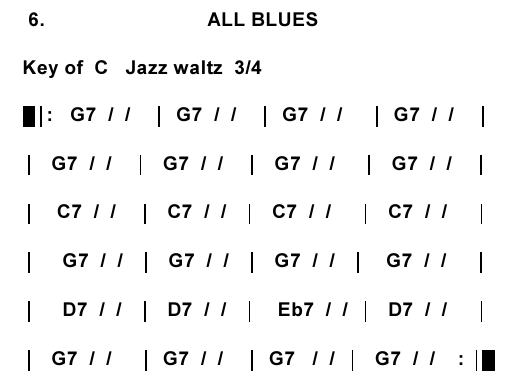 6. ALL BLUES
Key of C Jazz waltz 3/4
||: G7 / / | G7 / / | G7 / / | G7 / / |
| G7 / / | G7 / / | G7 / / | G7 / / |
| C7 / / | C7 / / | C7 / / | C7 / / |
| G7 / / | G7 / / | G7 / / | G7 / / |
| D7 / / | D7 / / | Eb7 / / | D7 / / |
| G7 / / | G7 / / | G7 / / | G7 / / :||